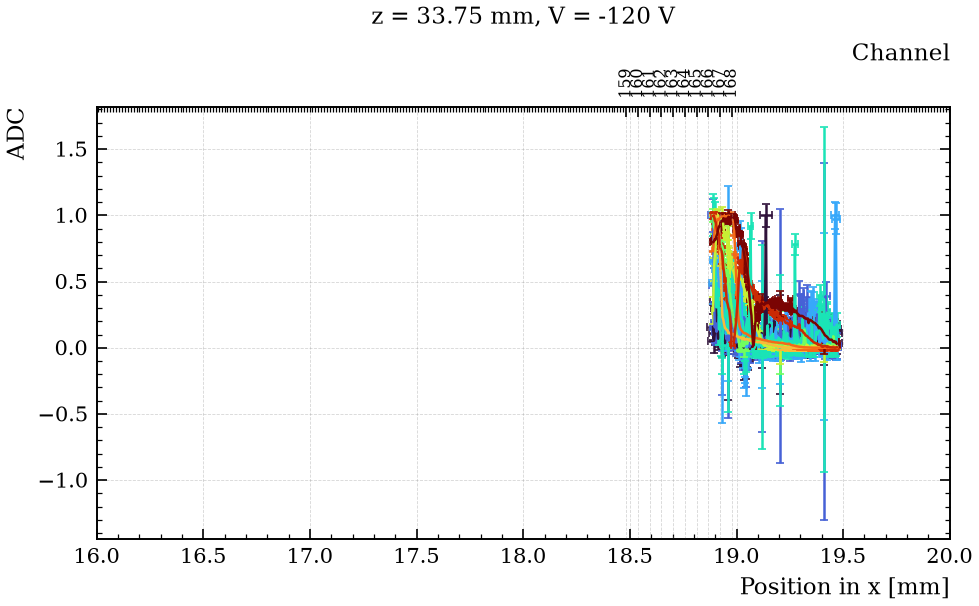 z = 33.75 mm, V = -120 V
Channel
159 160 161 162 163 164 165 166 167 168
ADC
1.5
1.0
0.5
0.0
−0.5
−1.0
16.0 16.5 17.0 17.5 18.0 18.5 19.0 19.5 20.0
Position in x [mm]